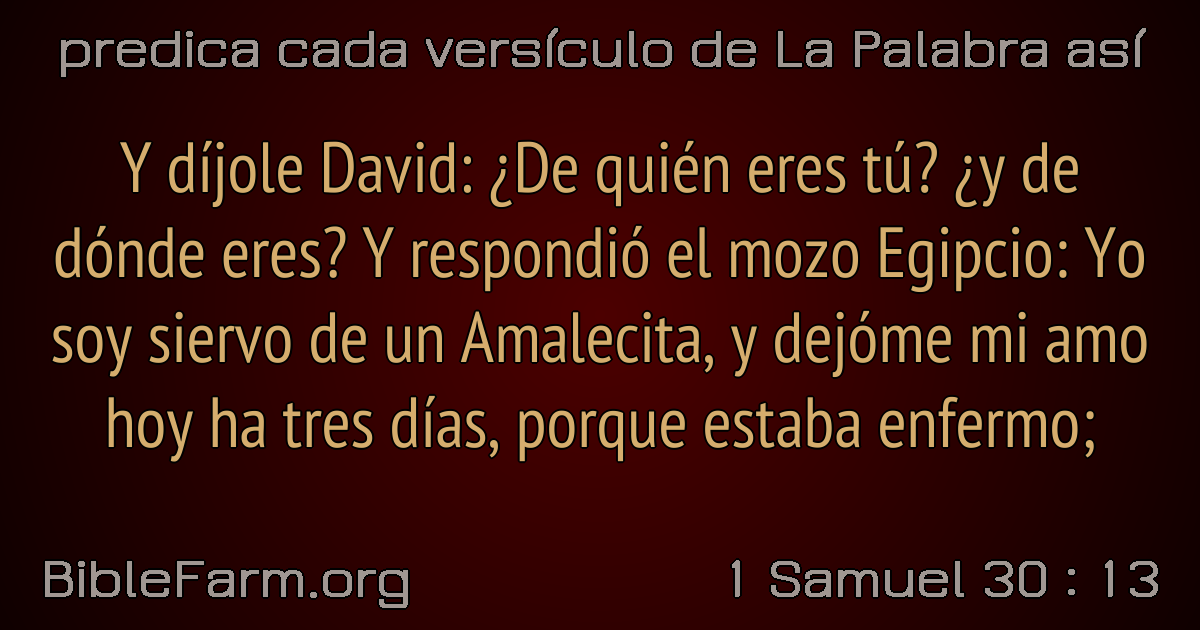 predica cada versículo de La Palabra así
Y díjole David: ¿De quién eres tú? ¿y de
dónde eres? Y respondió el mozo Egipcio: Yo
soy siervo de un Amalecita, y dejóme mi amo
hoy ha tres días, porque estaba enfermo;
BibleFarm.org
1 Samuel 30 : 13